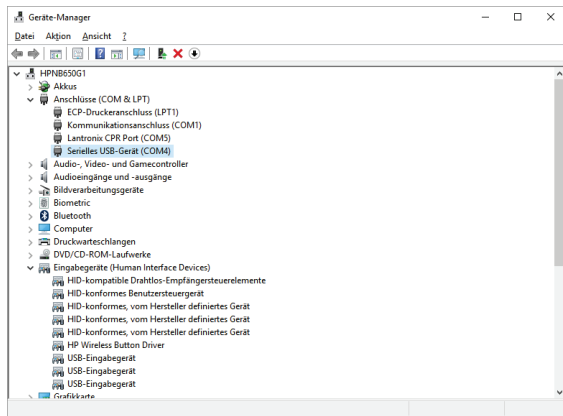 Geräte-Manager
Datei Aktion Ansicht ?
HPNB650G1
Akkus
Anschlüsse (COM & LPT)
ECP-Druckeranschluss (LPT1)
Kommunikationsanschluss (COM1)
Lantronix CPR Port (COM5)
Serielles USB-Gerät (COM4)
Audio-, Video- und Gamecontroller
Audioeingänge und -ausgänge
Bildverarbeitungsgeräte
Biometric
Bluetooth
Computer
Druckwarteschlangen
DVD/CD-ROM-Laufwerke
Eingabegeräte (Human Interface Devices)
HID-kompatible Drahtlos-Empfängersteuerelemente
HID-konformes Benutzersteuergerät
HID-konformes, vom Hersteller definiertes Gerät
HID-konformes, vom Hersteller definiertes Gerät
HID-konformes, vom Hersteller definiertes Gerät
HP Wireless Button Driver
USB-Eingabegerät
USB-Eingabegerät
USB-Eingabegerät
Grafikkarte